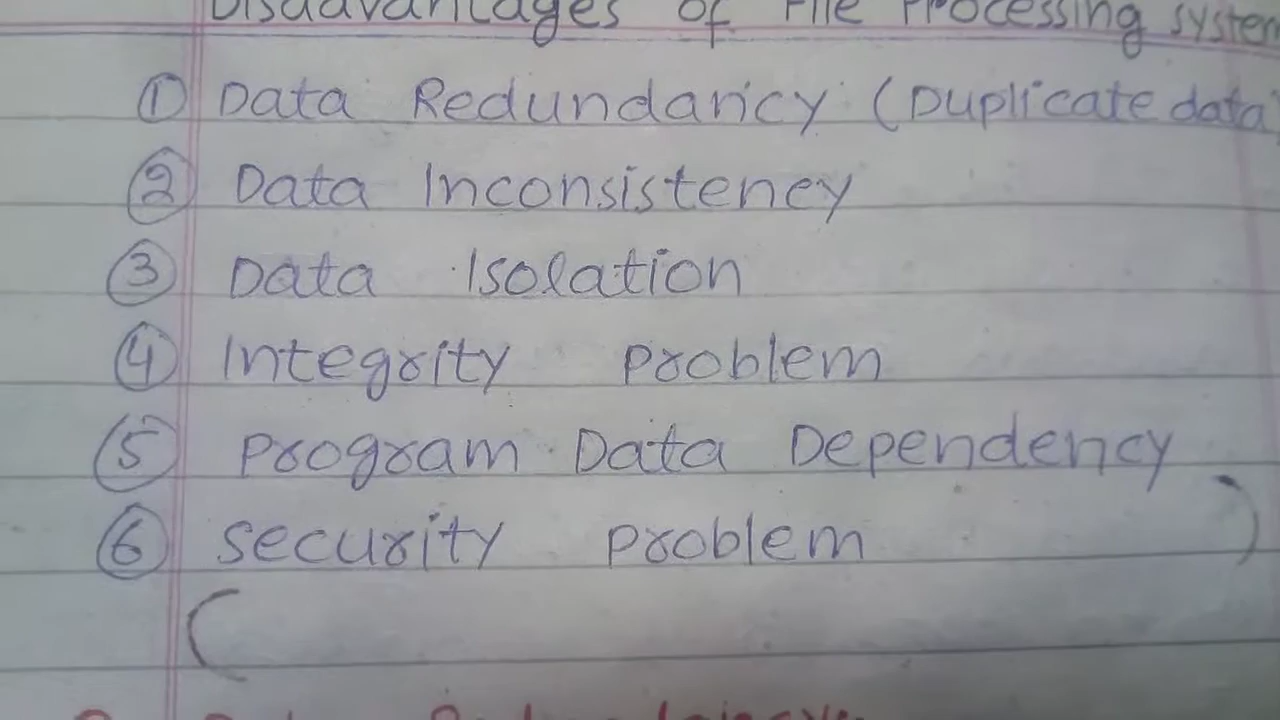 Disadvantages of File Processing system
① Data Redundancy (Duplicate data)
② Data Inconsistency
③ Data Isolation
④ Integrity problem
⑤ Program Data Dependency
⑥ security problem )
(